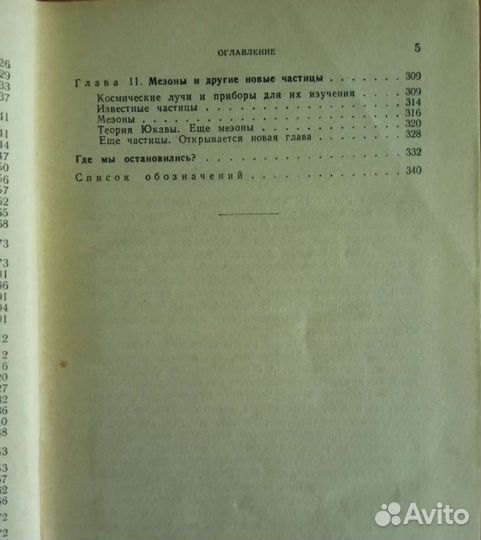 ОГЛАВЛЕНИЕ 5
Глава 11. Мезоны и другие новые частицы . . . . . . . 309
Космические лучи и приборы для их изучения . . . . . 309
Известные частицы . . . . . . . . . . . . . 314
Мезоны . . . . . . . . . . . . . . . . . 316
Теория Юкавы. Еще мезоны . . . . . . . . . . 320
Еще частицы. Открывается новая глава . . . . . . . 328
Где мы остановились? . . . . . . . . . . . . . . 332
Список обозначений . . . . . . . . . . . . . . 340
Avito